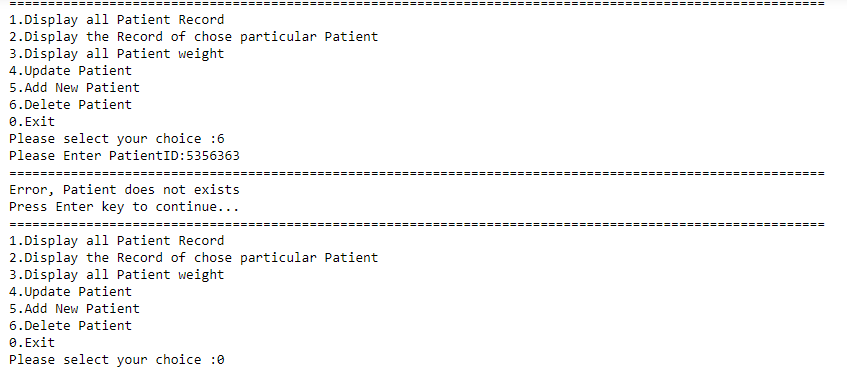 ==========================================================================================================
1.Display all Patient Record
2.Display the Record of chose particular Patient
3.Display all Patient weight
4.Update Patient
5.Add New Patient
6.Delete Patient
0.Exit
Please select your choice :6
Please Enter PatientID:5356363
==========================================================================================================
Error, Patient does not exists
Press Enter key to continue...
==========================================================================================================
1.Display all Patient Record
2.Display the Record of chose particular Patient
3.Display all Patient weight
4.Update Patient
5.Add New Patient
6.Delete Patient
0.Exit
Please select your choice :0